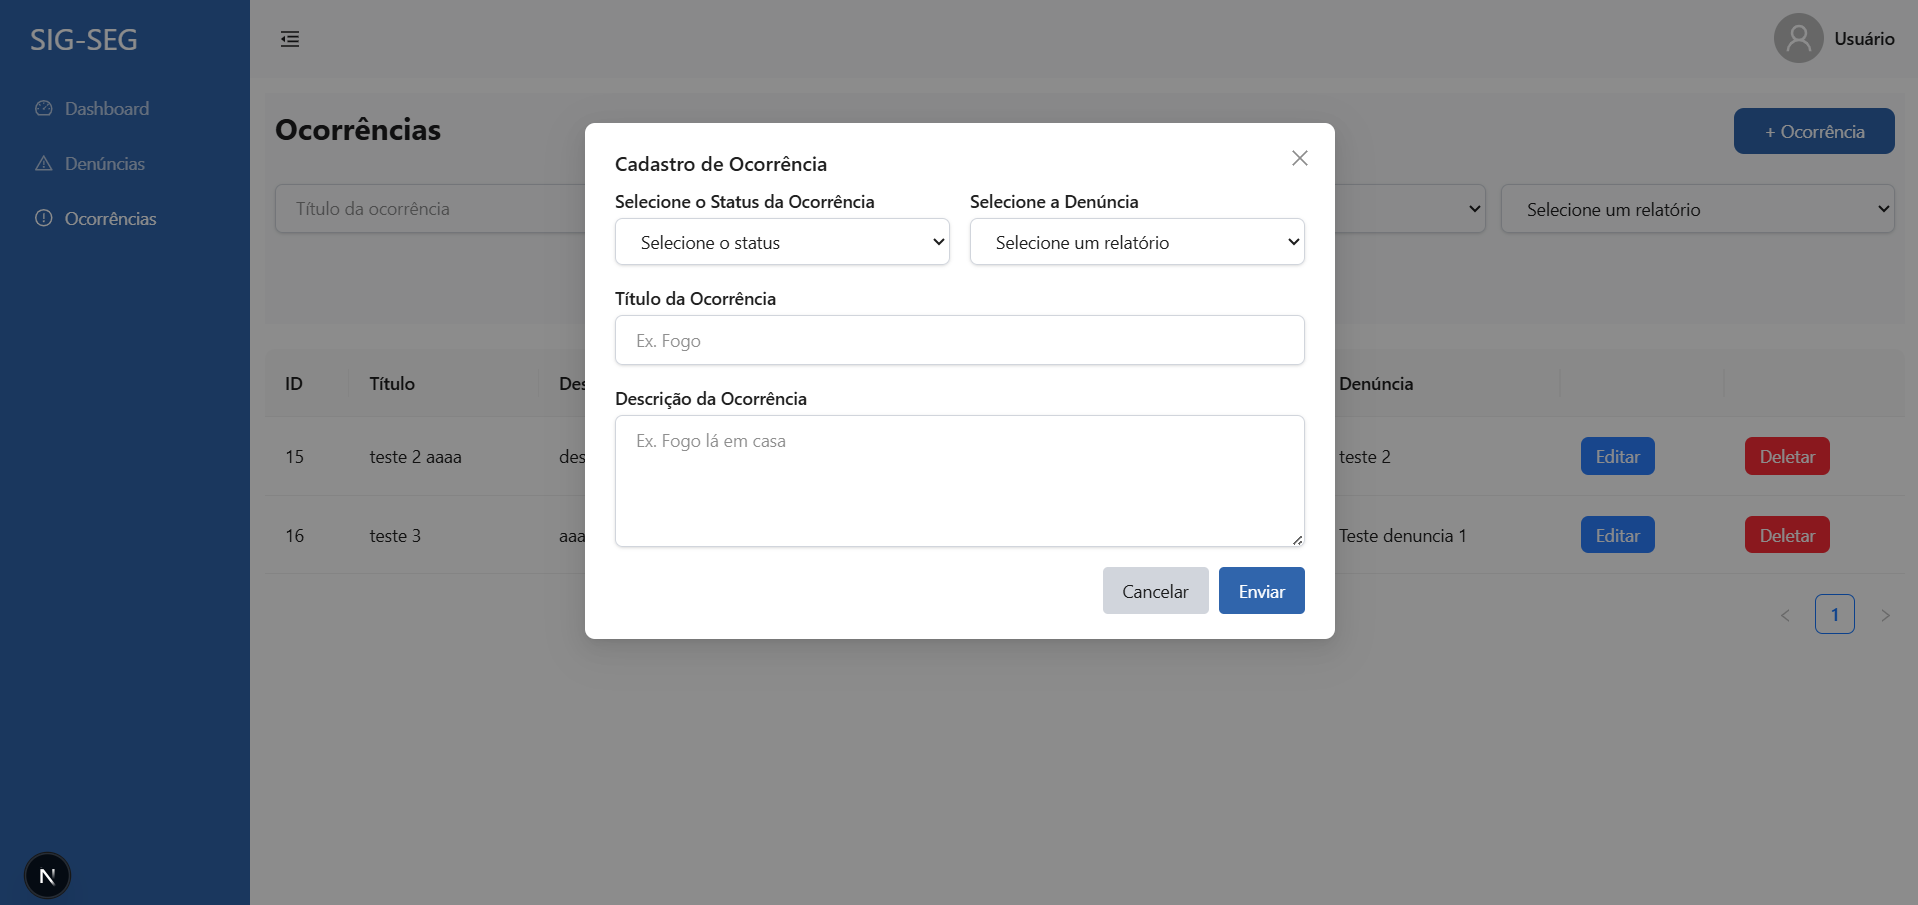 SIG-SEG
Dashboard
Denúncias
Ocorrências
Usuário
Ocorrências
+ Ocorrência
Título da ocorrência
Selecione um relatório
Cadastro de Ocorrência
Selecione o Status da Ocorrência
Selecione a Denúncia
Selecione o status
Selecione um relatório
Título da Ocorrência
Ex. Fogo
Descrição da Ocorrência
Ex. Fogo lá em casa
Cancelar
Enviar
ID Título Des Denúncia
15 teste 2 aaaa des teste 2 Editar Deletar
16 teste 3 aaa Teste denuncia 1 Editar Deletar
< 1 >
N